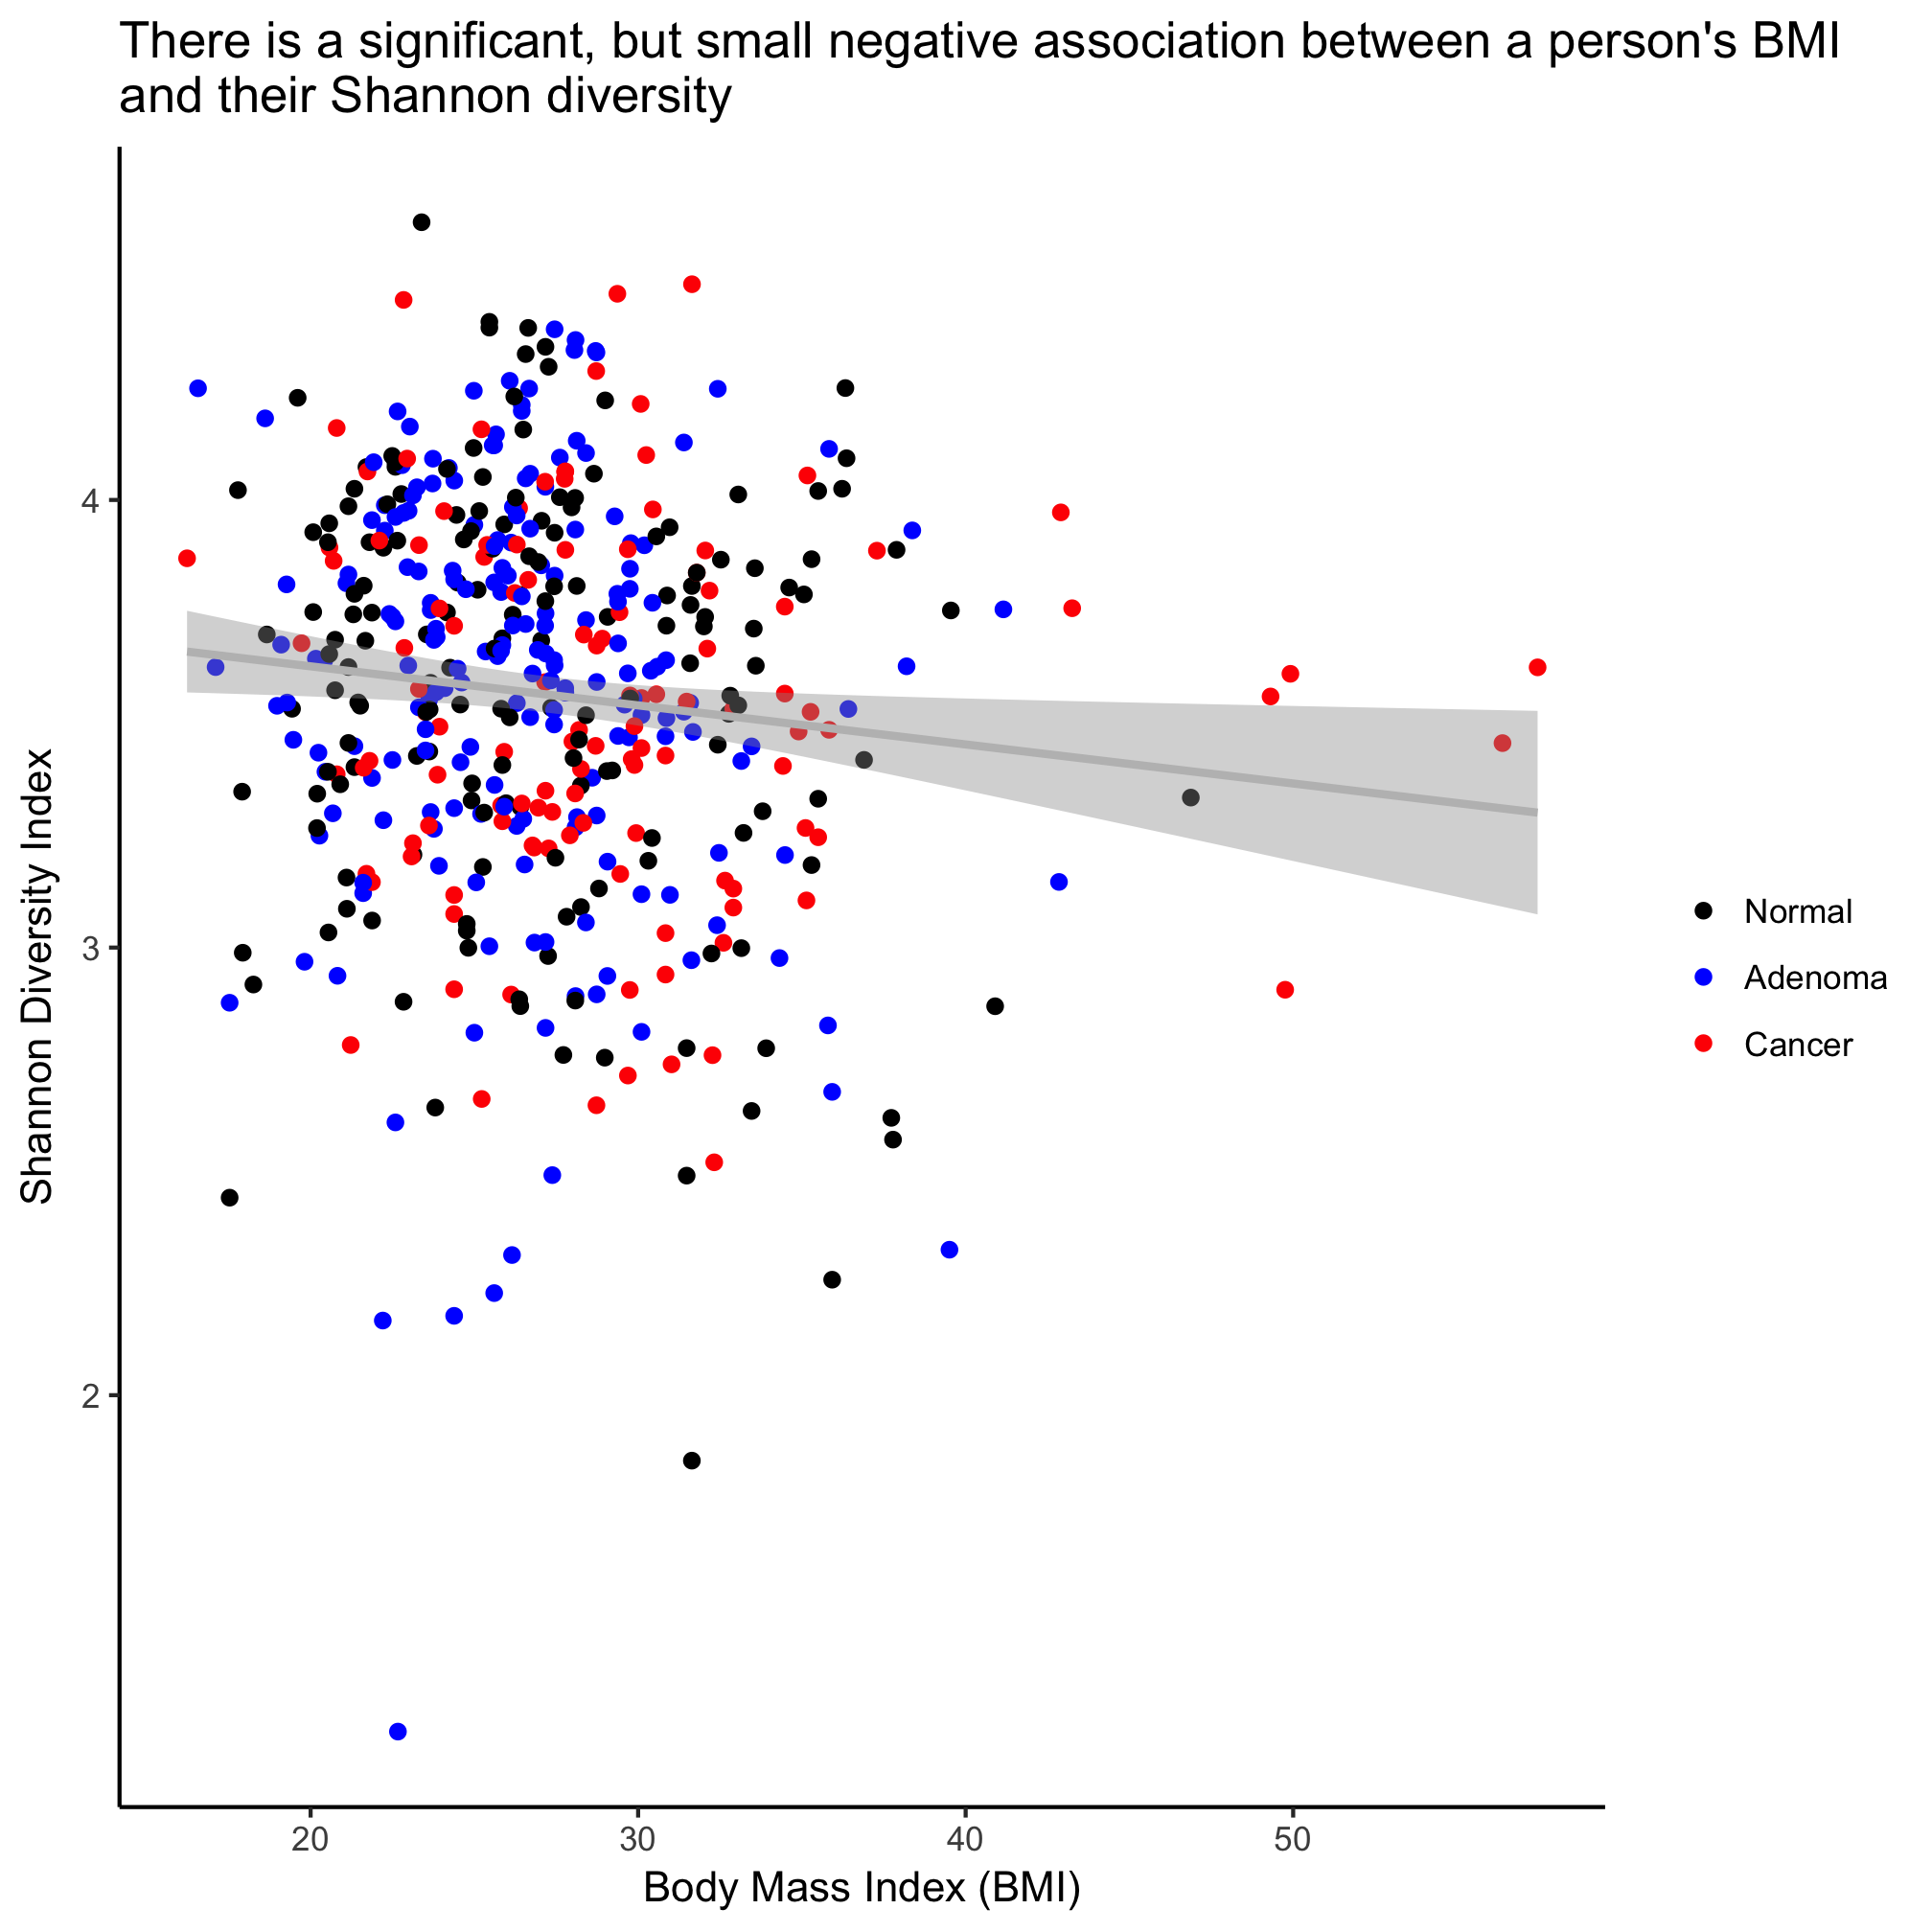 There is a significant, but small negative association between a person's BMI
and their Shannon diversity
Shannon Diversity Index
4
3
2
20
30
40
50
Body Mass Index (BMI)
Normal
Adenoma
Cancer